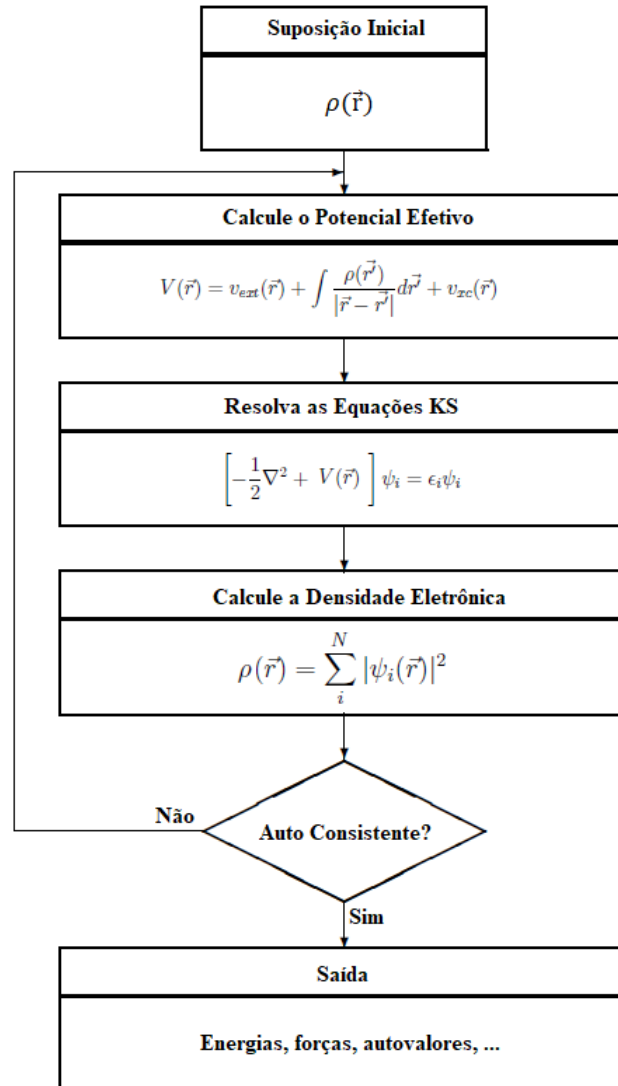 Suposição Inicial
ρ(r⃗)
Calcule o Potencial Efetivo
V(r⃗) = v_ext(r⃗) + ∫ ρ(r⃗′) / |r⃗ − r⃗′| dr⃗′ + v_xc(r⃗)
Resolva as Equações KS
[−1/2 ∇² + V(r⃗)] ψ_i = ϵ_i ψ_i
Calcule a Densidade Eletrônica
ρ(r⃗) = ∑_i^N |ψ_i(r⃗)|²
Não
Auto Consistente?
Sim
Saída
Energias, forças, autovalores, ...